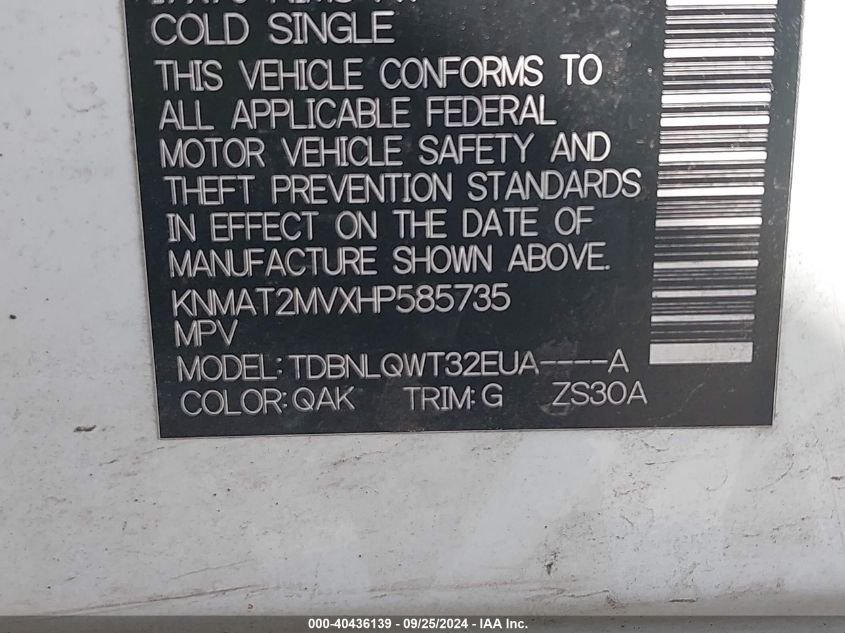 COLD SINGLE
THIS VEHICLE CONFORMS TO
ALL APPLICABLE FEDERAL
MOTOR VEHICLE SAFETY AND
THEFT PREVENTION STANDARDS
IN EFFECT ON THE DATE OF
MANUFACTURE SHOWN ABOVE.
KNMAT2MVXHP585735
MPV
MODEL: TDBNLQWT32EUA----A
COLOR: QAK TRIM: G ZS30A
000-40436139 - 09/25/2024 - IAA Inc.